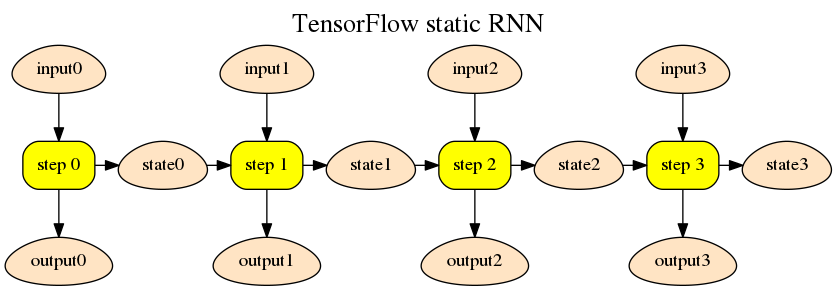 TensorFlow static RNN
input0
input1
input2
input3
step 0
state0
step 1
state1
step 2
state2
step 3
state3
output0
output1
output2
output3